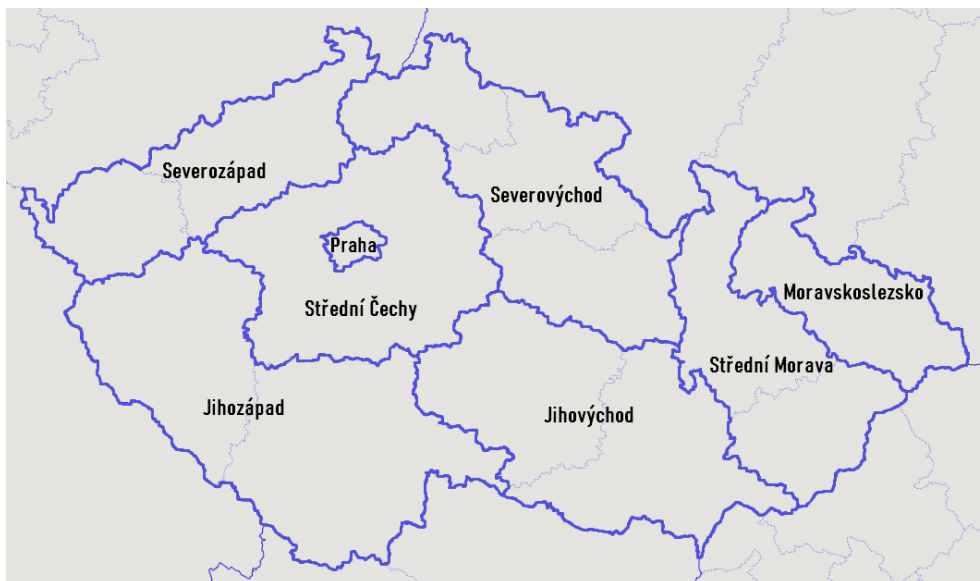 Severozápad
Severovýchod
Praha
Moravskoslezsko
Střední Čechy
Střední Morava
Jihozápad
Jihovýchod